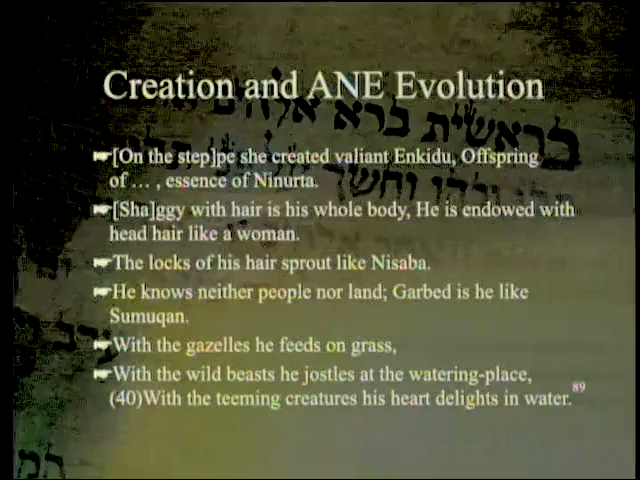 Creation and ANE Evolution
בראשית ברא אלהים את
☛[On the step]pe she created valiant Enkidu, Offspring
of … , essence of Ninurta.
☛[Sha]ggy with hair is his whole body, He is endowed with
head hair like a woman.
☛The locks of his hair sprout like Nisaba.
☛He knows neither people nor land; Garbed is he like
Sumuqan.
☛With the gazelles he feeds on grass,
☛With the wild beasts he jostles at the watering-place,
(40)With the teeming creatures his heart delights in water.
89